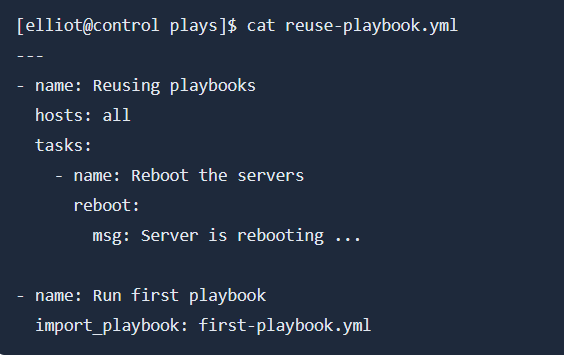 [elliot@control plays]$ cat reuse-playbook.yml
---
- name: Reusing playbooks
  hosts: all
  tasks:
    - name: Reboot the servers
      reboot:
        msg: Server is rebooting ...

- name: Run first playbook
  import_playbook: first-playbook.yml